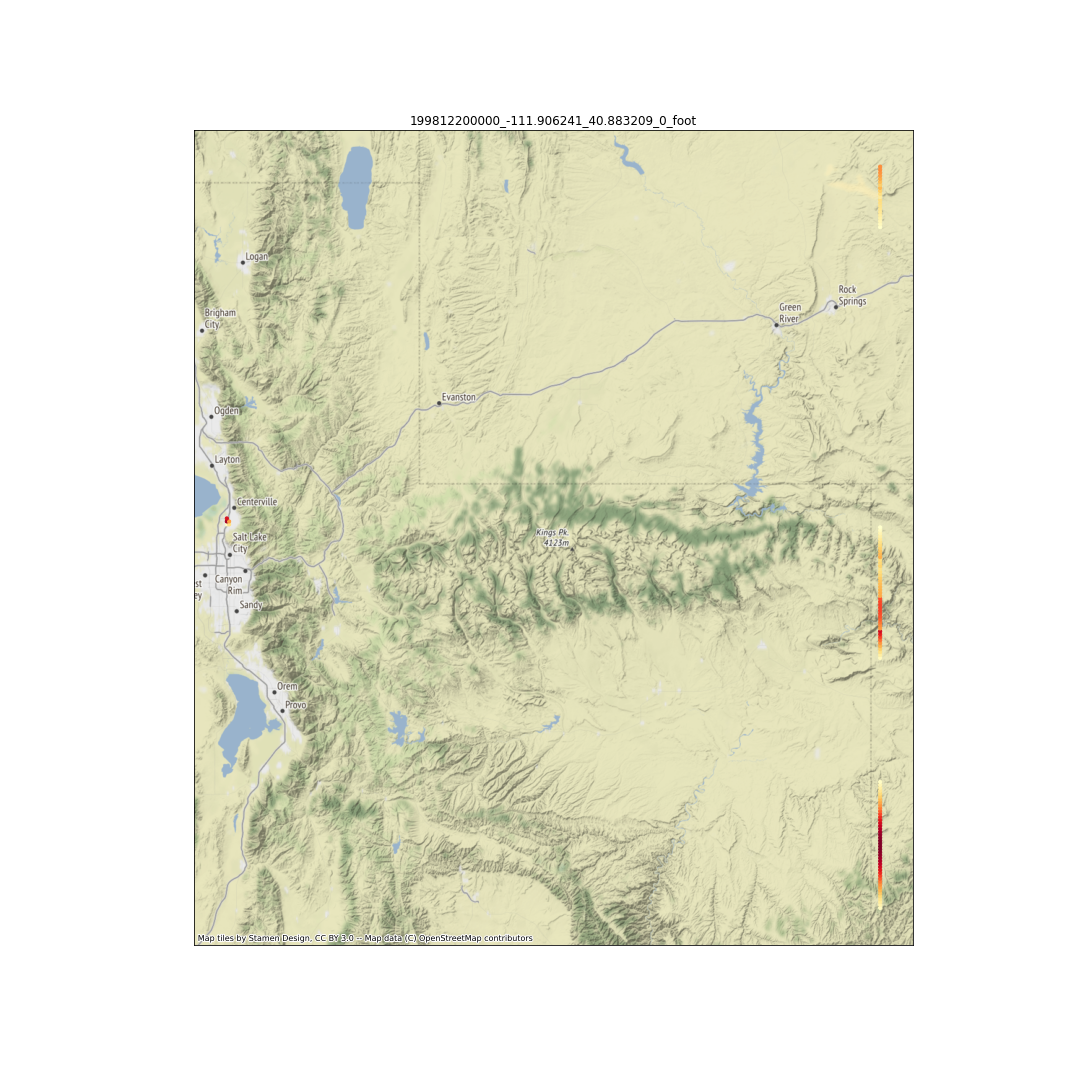 199812200000_-111.906241_40.883209_0_foot
Logan
Rock
Springs
Green
River
Brigham
City
Evanston
Ogden
Layton
Centerville
Kings Pk.
4123m
Salt Lake
City
st
ey
Canyon
Rim
Sandy
Orem
Provo
Map tiles by Stamen Design, CC BY 3.0 -- Map data (C) OpenStreetMap contributors